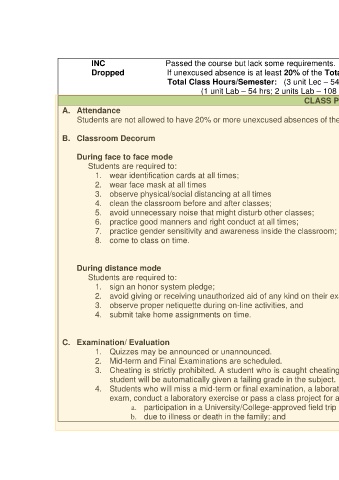 INC Passed the course but lack some requirements.
Dropped If unexcused absence is at least 20% of the Tota
Total Class Hours/Semester: (3 unit Lec – 54
(1 unit Lab – 54 hrs; 2 units Lab – 108
CLASS P
A. Attendance
Students are not allowed to have 20% or more unexcused absences of the
B. Classroom Decorum
During face to face mode
Students are required to:
1. wear identification cards at all times;
2. wear face mask at all times
3. observe physical/social distancing at all times
4. clean the classroom before and after classes;
5. avoid unnecessary noise that might disturb other classes;
6. practice good manners and right conduct at all times;
7. practice gender sensitivity and awareness inside the classroom;
8. come to class on time.
During distance mode
Students are required to:
1. sign an honor system pledge;
2. avoid giving or receiving unauthorized aid of any kind on their ex
3. observe proper netiquette during on-line activities, and
4. submit take home assignments on time.
C. Examination/ Evaluation
1. Quizzes may be announced or unannounced.
2. Mid-term and Final Examinations are scheduled.
3. Cheating is strictly prohibited. A student who is caught cheating
student will be automatically given a failing grade in the subject.
4. Students who will miss a mid-term or final examination, a laborat
exam, conduct a laboratory exercise or pass a class project for a
a. participation in a University/College-approved field trip
b. due to illness or death in the family; and